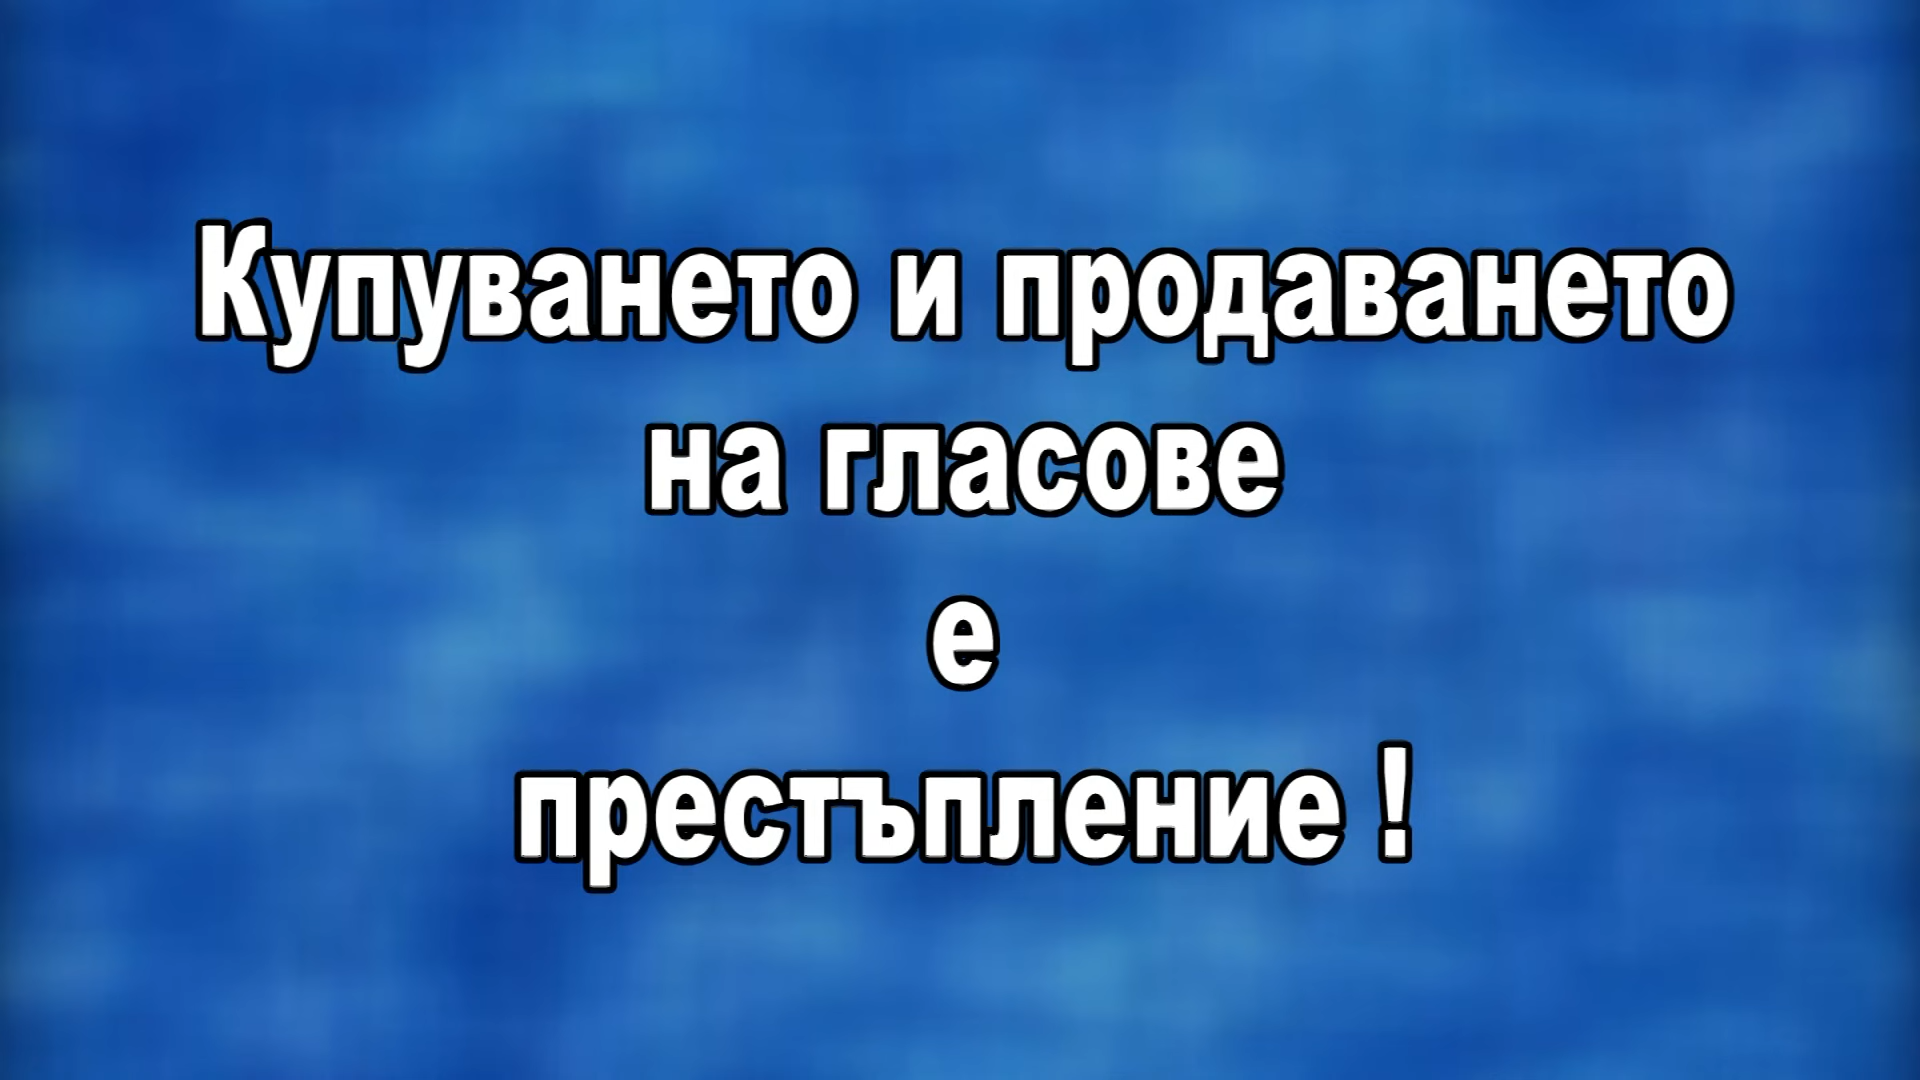 Купуването и продаването
на гласове
е
престъпление !